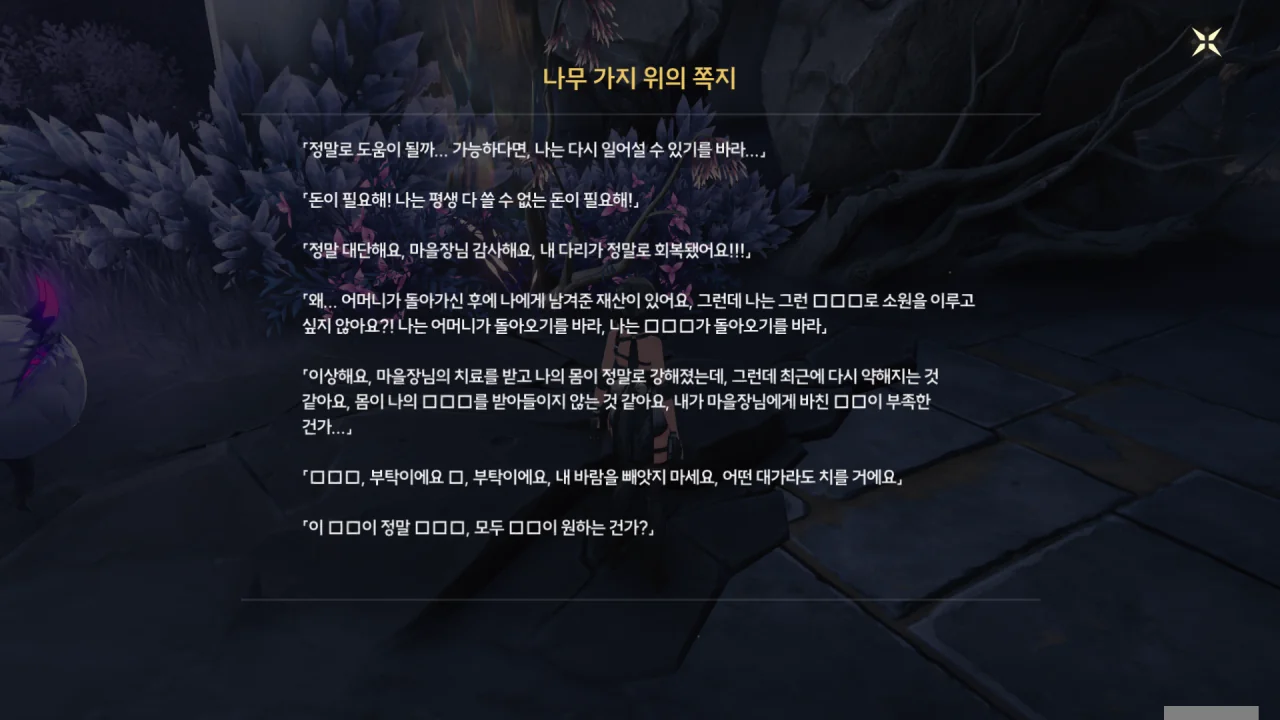 나무 가지 위의 쪽지
「정말로 도움이 될까... 가능하다면, 나는 다시 일어설 수 있기를 바라...」
「돈이 필요해! 나는 평생 다 쓸 수 없는 돈이 필요해!」
「정말 대단해요, 마을장님 감사해요, 내 다리가 정말로 회복됐어요!!!」
「왜... 어머니가 돌아가신 후에 나에게 남겨준 재산이 있어요, 그런데 나는 그런 □□□로 소원을 이루고
싶지 않아요?! 나는 어머니가 돌아오기를 바라, 나는 □□□가 돌아오기를 바라」
「이상해요, 마을장님의 치료를 받고 나의 몸이 정말로 강해졌는데, 그런데 최근에 다시 약해지는 것
같아요, 몸이 나의 □□□를 받아들이지 않는 것 같아요, 내가 마을장님에게 바친 □□이 부족한
건가...」
「□□□, 부탁이에요 □, 부탁이에요, 내 바람을 빼앗지 마세요, 어떤 대가라도 치를 거에요」
「이 □□이 정말 □□□, 모두 □□이 원하는 건가?」